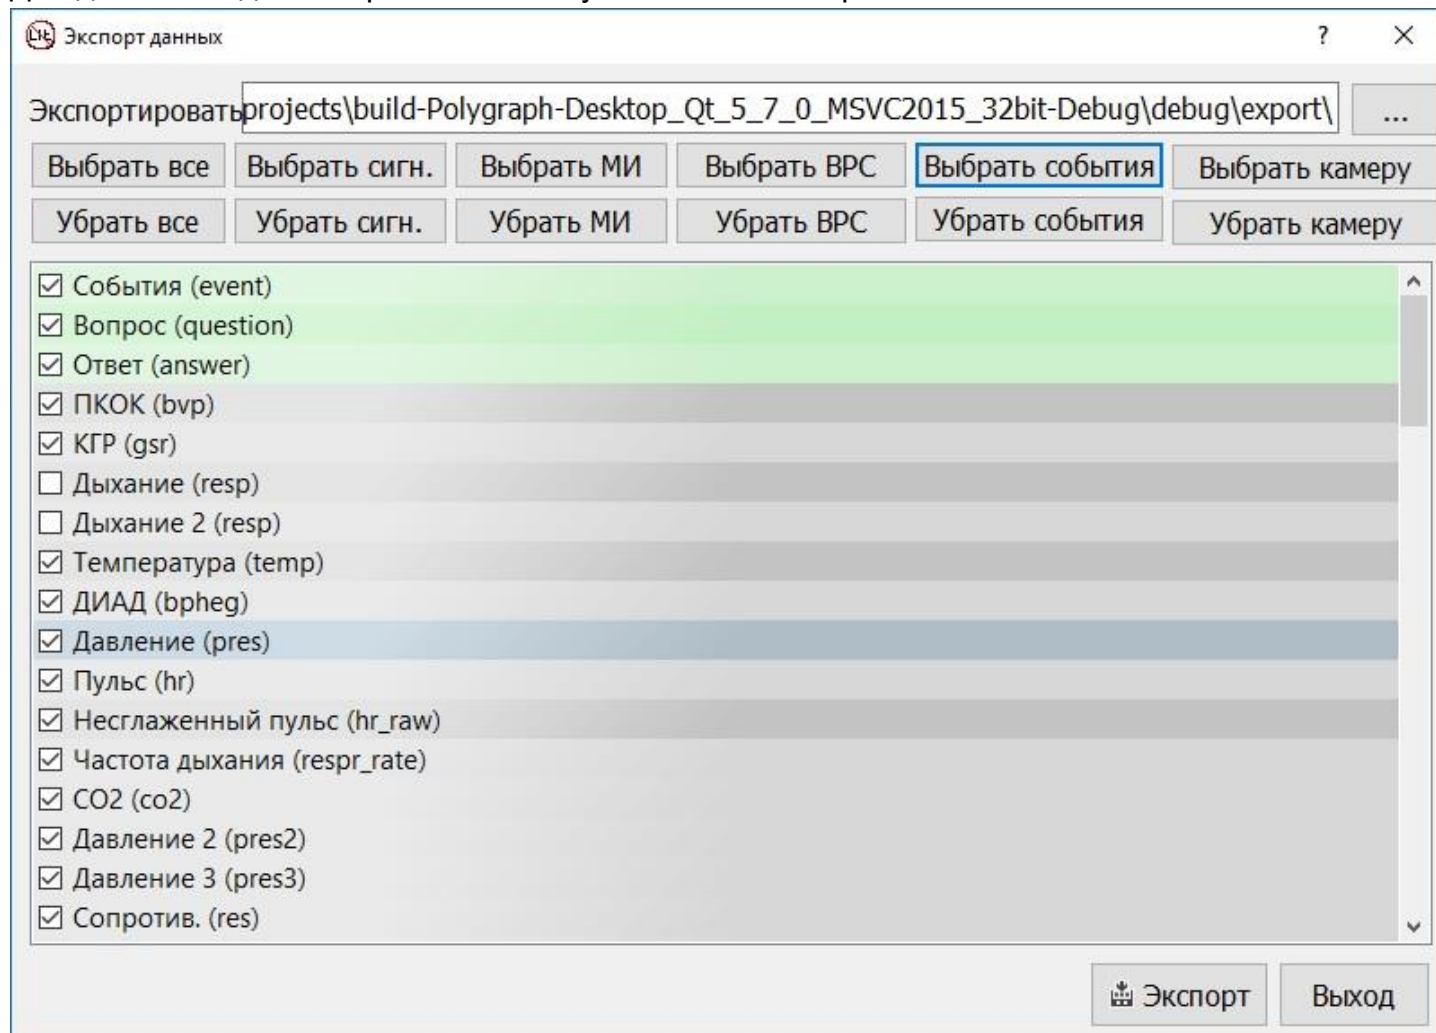 Экспорт данных ?
Экспортировать projects\build-Polygraph-Desktop_Qt_5_7_0_MSVC2015_32bit-Debug\debug\export\ ...
Выбрать все Выбрать сигн. Выбрать МИ Выбрать ВРС Выбрать события Выбрать камеру
Убрать все Убрать сигн. Убрать МИ Убрать ВРС Убрать события Убрать камеру
События (event)
Вопрос (question)
Ответ (answer)
ПКОК (bvp)
КГР (gsr)
Дыхание (resp)
Дыхание 2 (resp)
Температура (temp)
ДИАД (bpheg)
Давление (pres)
Пульс (hr)
Несглаженный пульс (hr_raw)
Частота дыхания (respr_rate)
CO2 (co2)
Давление 2 (pres2)
Давление 3 (pres3)
Сопротив. (res)
Экспорт Выход